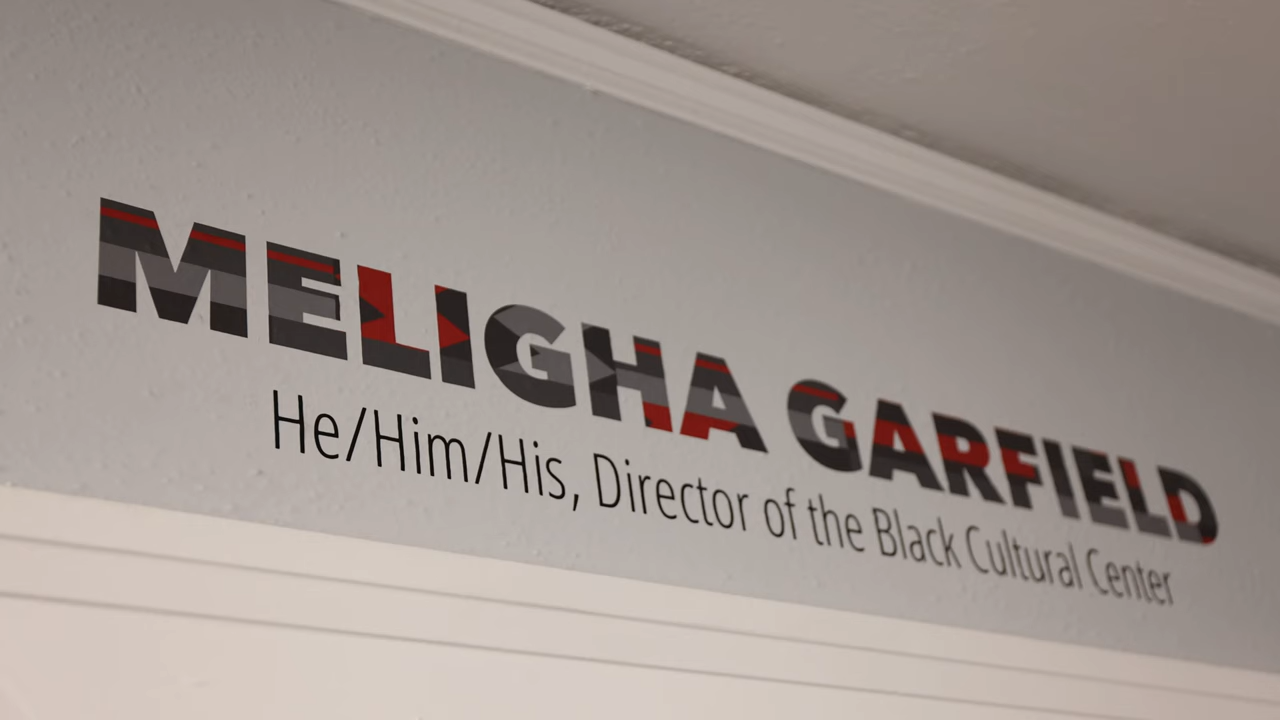 MELIGHA GARFIELD
He/Him/His, Director of the Black Cultural Center